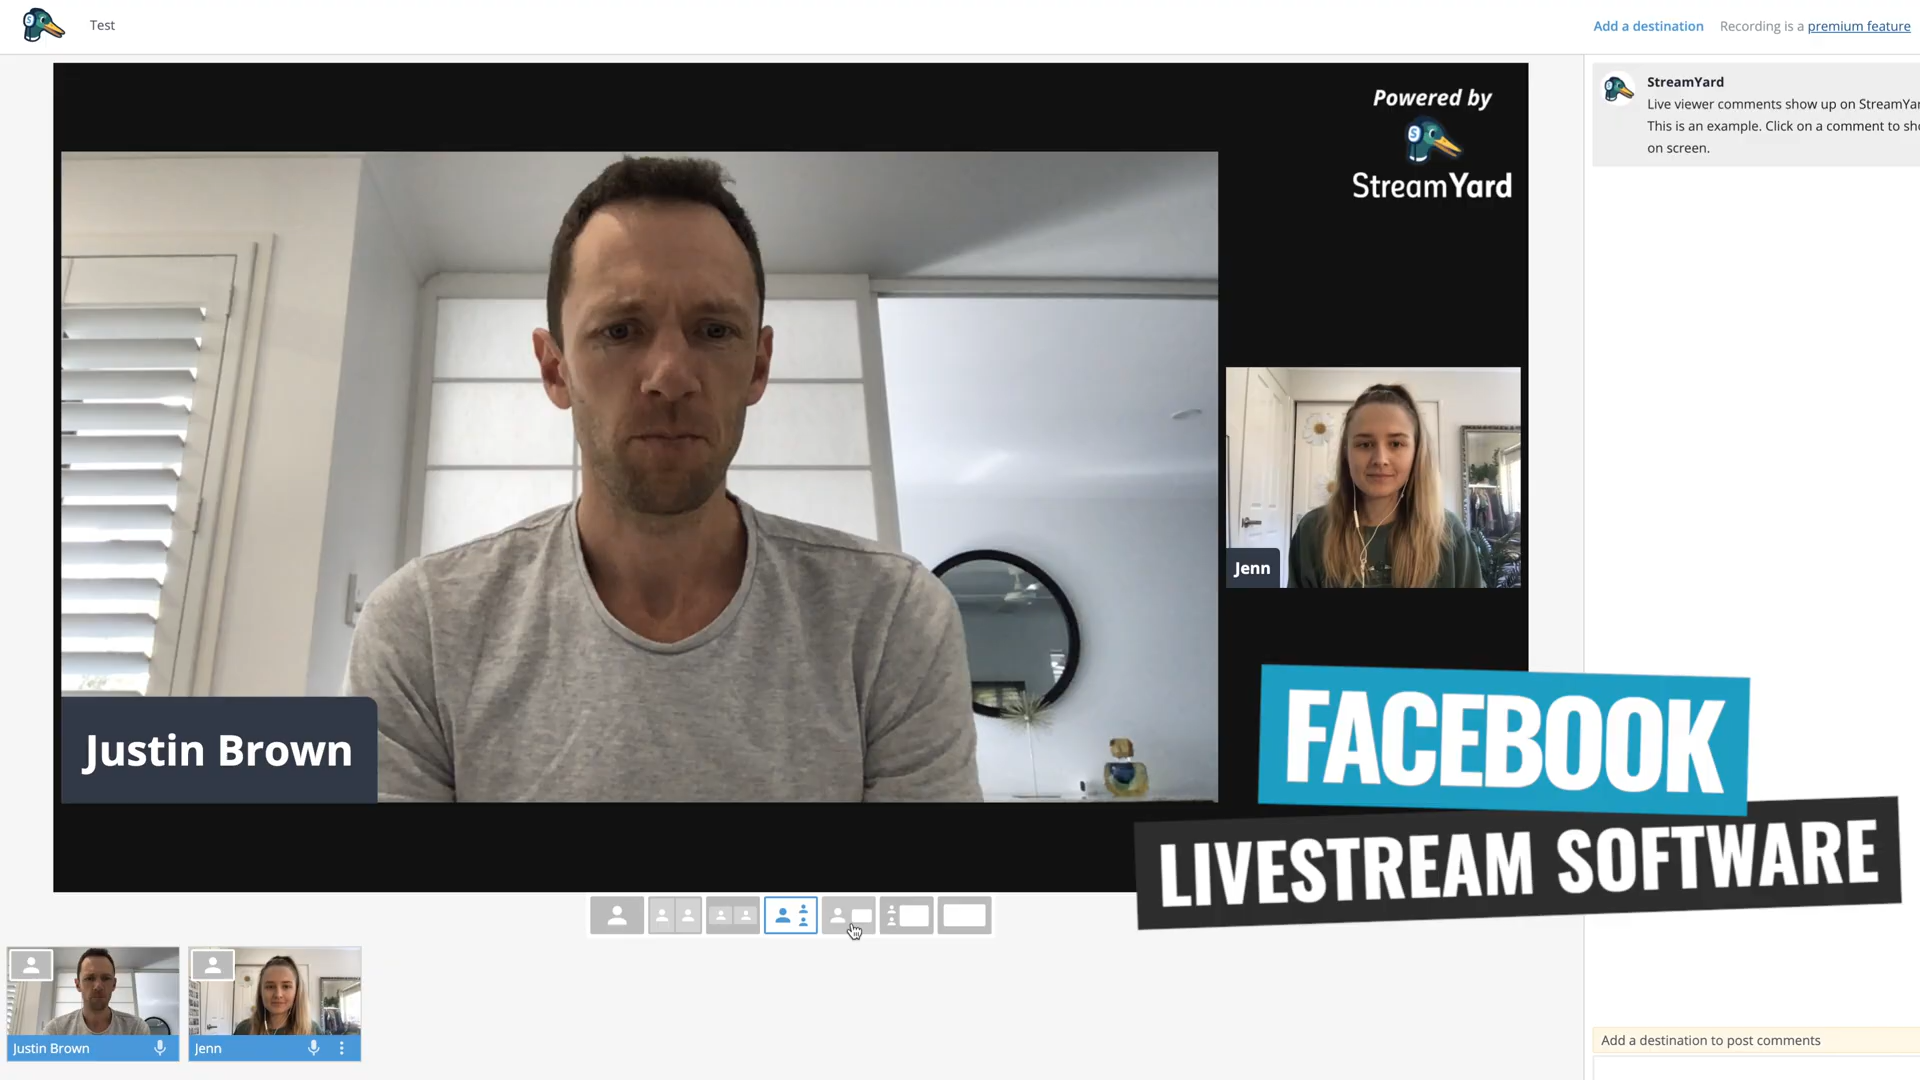 Test
Add a destination
Recording is a premium feature
Powered by
StreamYard
StreamYard
Live viewer comments show up on StreamYar
This is an example. Click on a comment to sho
on screen.
Jenn
Justin Brown
FACEBOOK
LIVESTREAM SOFTWARE
Justin Brown
Jenn
Add a destination to post comments